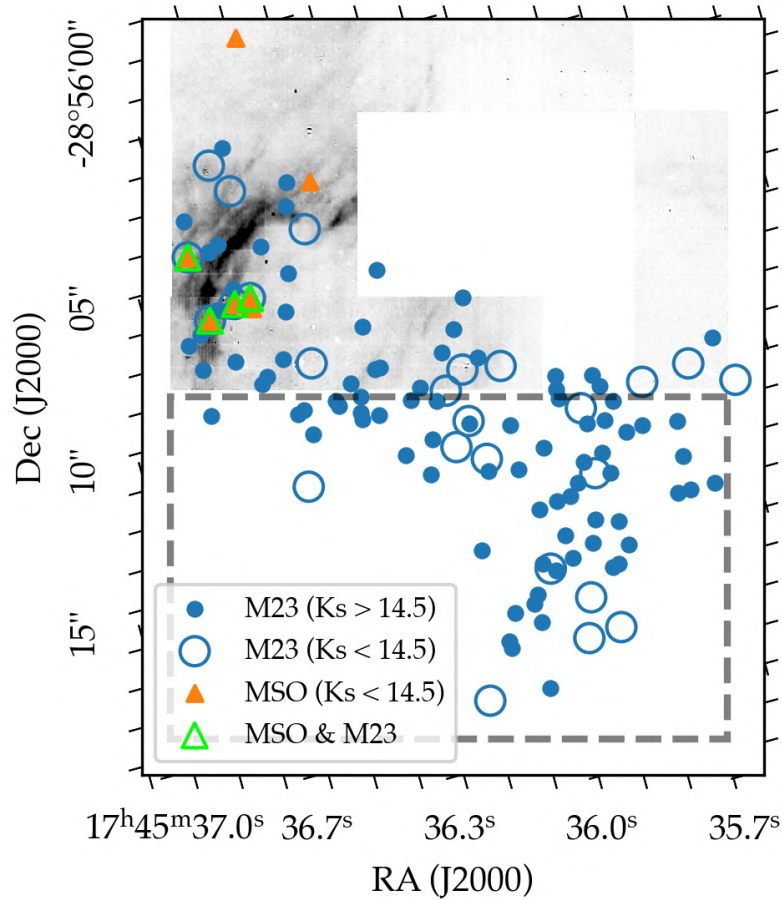 -28°56'00"
05"
10"
15"
Dec (J2000)
M23 (Ks > 14.5)
M23 (Ks < 14.5)
MSO (Ks < 14.5)
MSO & M23
17ʰ45ᵐ37.0ˢ 36.7ˢ 36.3ˢ 36.0ˢ 35.7ˢ
RA (J2000)